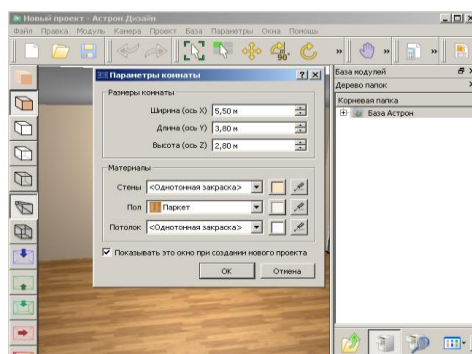 Новый проект - Астрон Дизайн
Файл Правка Модуль Камера Проект База Параметры Окна Помощь
90°
» » »
Параметры комнаты
База модулей
Дерево папок
Корневая папка
База Астрон
Размеры комнаты
Ширина (ось X) 5,50 м
Длина (ось Y) 3,80 м
Высота (ось Z) 2,80 м
Материалы
Стены <Однотонная закраска>
Пол Паркет
Потолок <Однотонная закраска>
Показывать это окно при создании нового проекта
OK Отмена